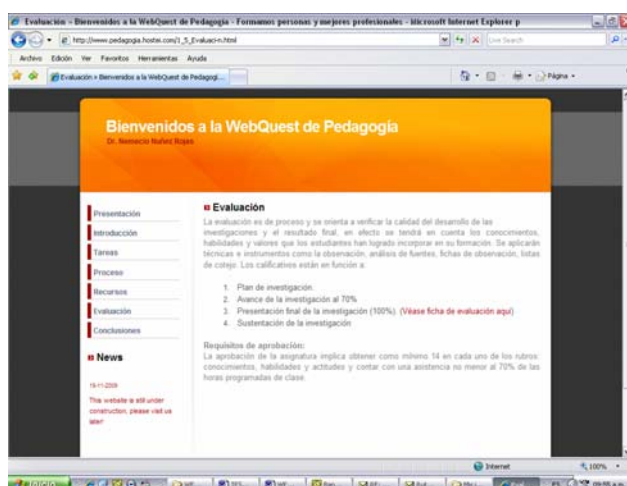 Evaluación » Bienvenidos a la WebQuest de Pedagogía - Formamos personas y mejores profesionales - Microsoft Internet Explorer p
http://www.pedagogia.hostei.com/1_5_Evaluaci-n.html
Live Search
Archivo Edición Ver Favoritos Herramientas Ayuda
Evaluación » Bienvenidos a la WebQuest de Pedagogí...
Página
Bienvenidos a la WebQuest de Pedagogía
Dr. Nemecio Nuñez Rojas
Presentación
Introducción
Tareas
Proceso
Recursos
Evaluación
Conclusiones
News
19-11-2009
This website is still under
construction, please visit us
later!
Evaluación
La evaluación es de proceso y se orienta a verificar la calidad del desarrollo de las
investigaciones y el resultado final, en efecto se tendrá en cuenta los conocimientos,
habilidades y valores que los estudiantes han logrado incorporar en su formación. Se aplicarán
técnicas e instrumentos como la observación, análisis de fuentes, fichas de observación, listas
de cotejo. Los calificativos están en función a:
1. Plan de investigación.
2. Avance de la investigación al 70%
3. Presentación final de la investigación (100%). (Véase ficha de evaluación aquí)
4. Sustentación de la investigación
Requisitos de aprobación:
La aprobación de la asignatura implica obtener como mínimo 14 en cada uno de los rubros:
conocimientos, habilidades y actitudes y contar con una asistencia no menor al 70% de las
horas programadas de clase.
Internet
100%
Inicio
ES
09:55 a.m.